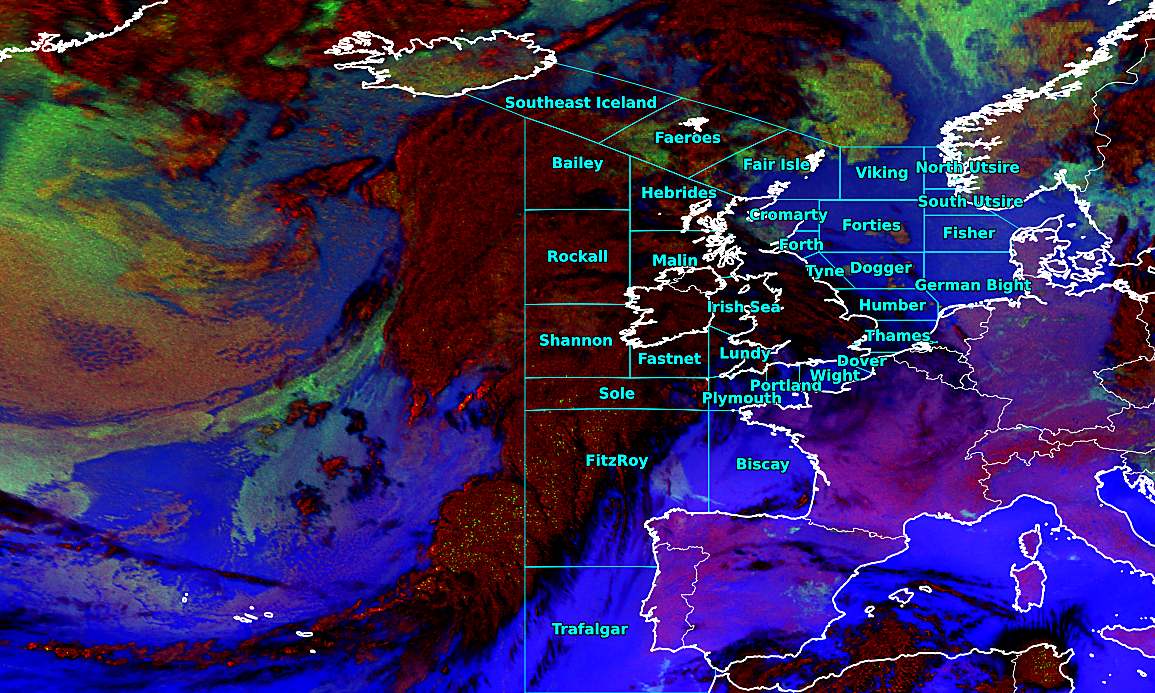 Southeast Iceland
Faeroes
Bailey
Fair Isle
Viking
North Utsire
Hebrides
South Utsire
Cromarty
Forties
Fisher
Forth
Rockall
Malin
Tyne
Dogger
German Bight
Irish Sea
Humber
Shannon
Thames
Fastnet
Lundy
Dover
Wight
Portland
Sole
Plymouth
FitzRoy
Biscay
Trafalgar